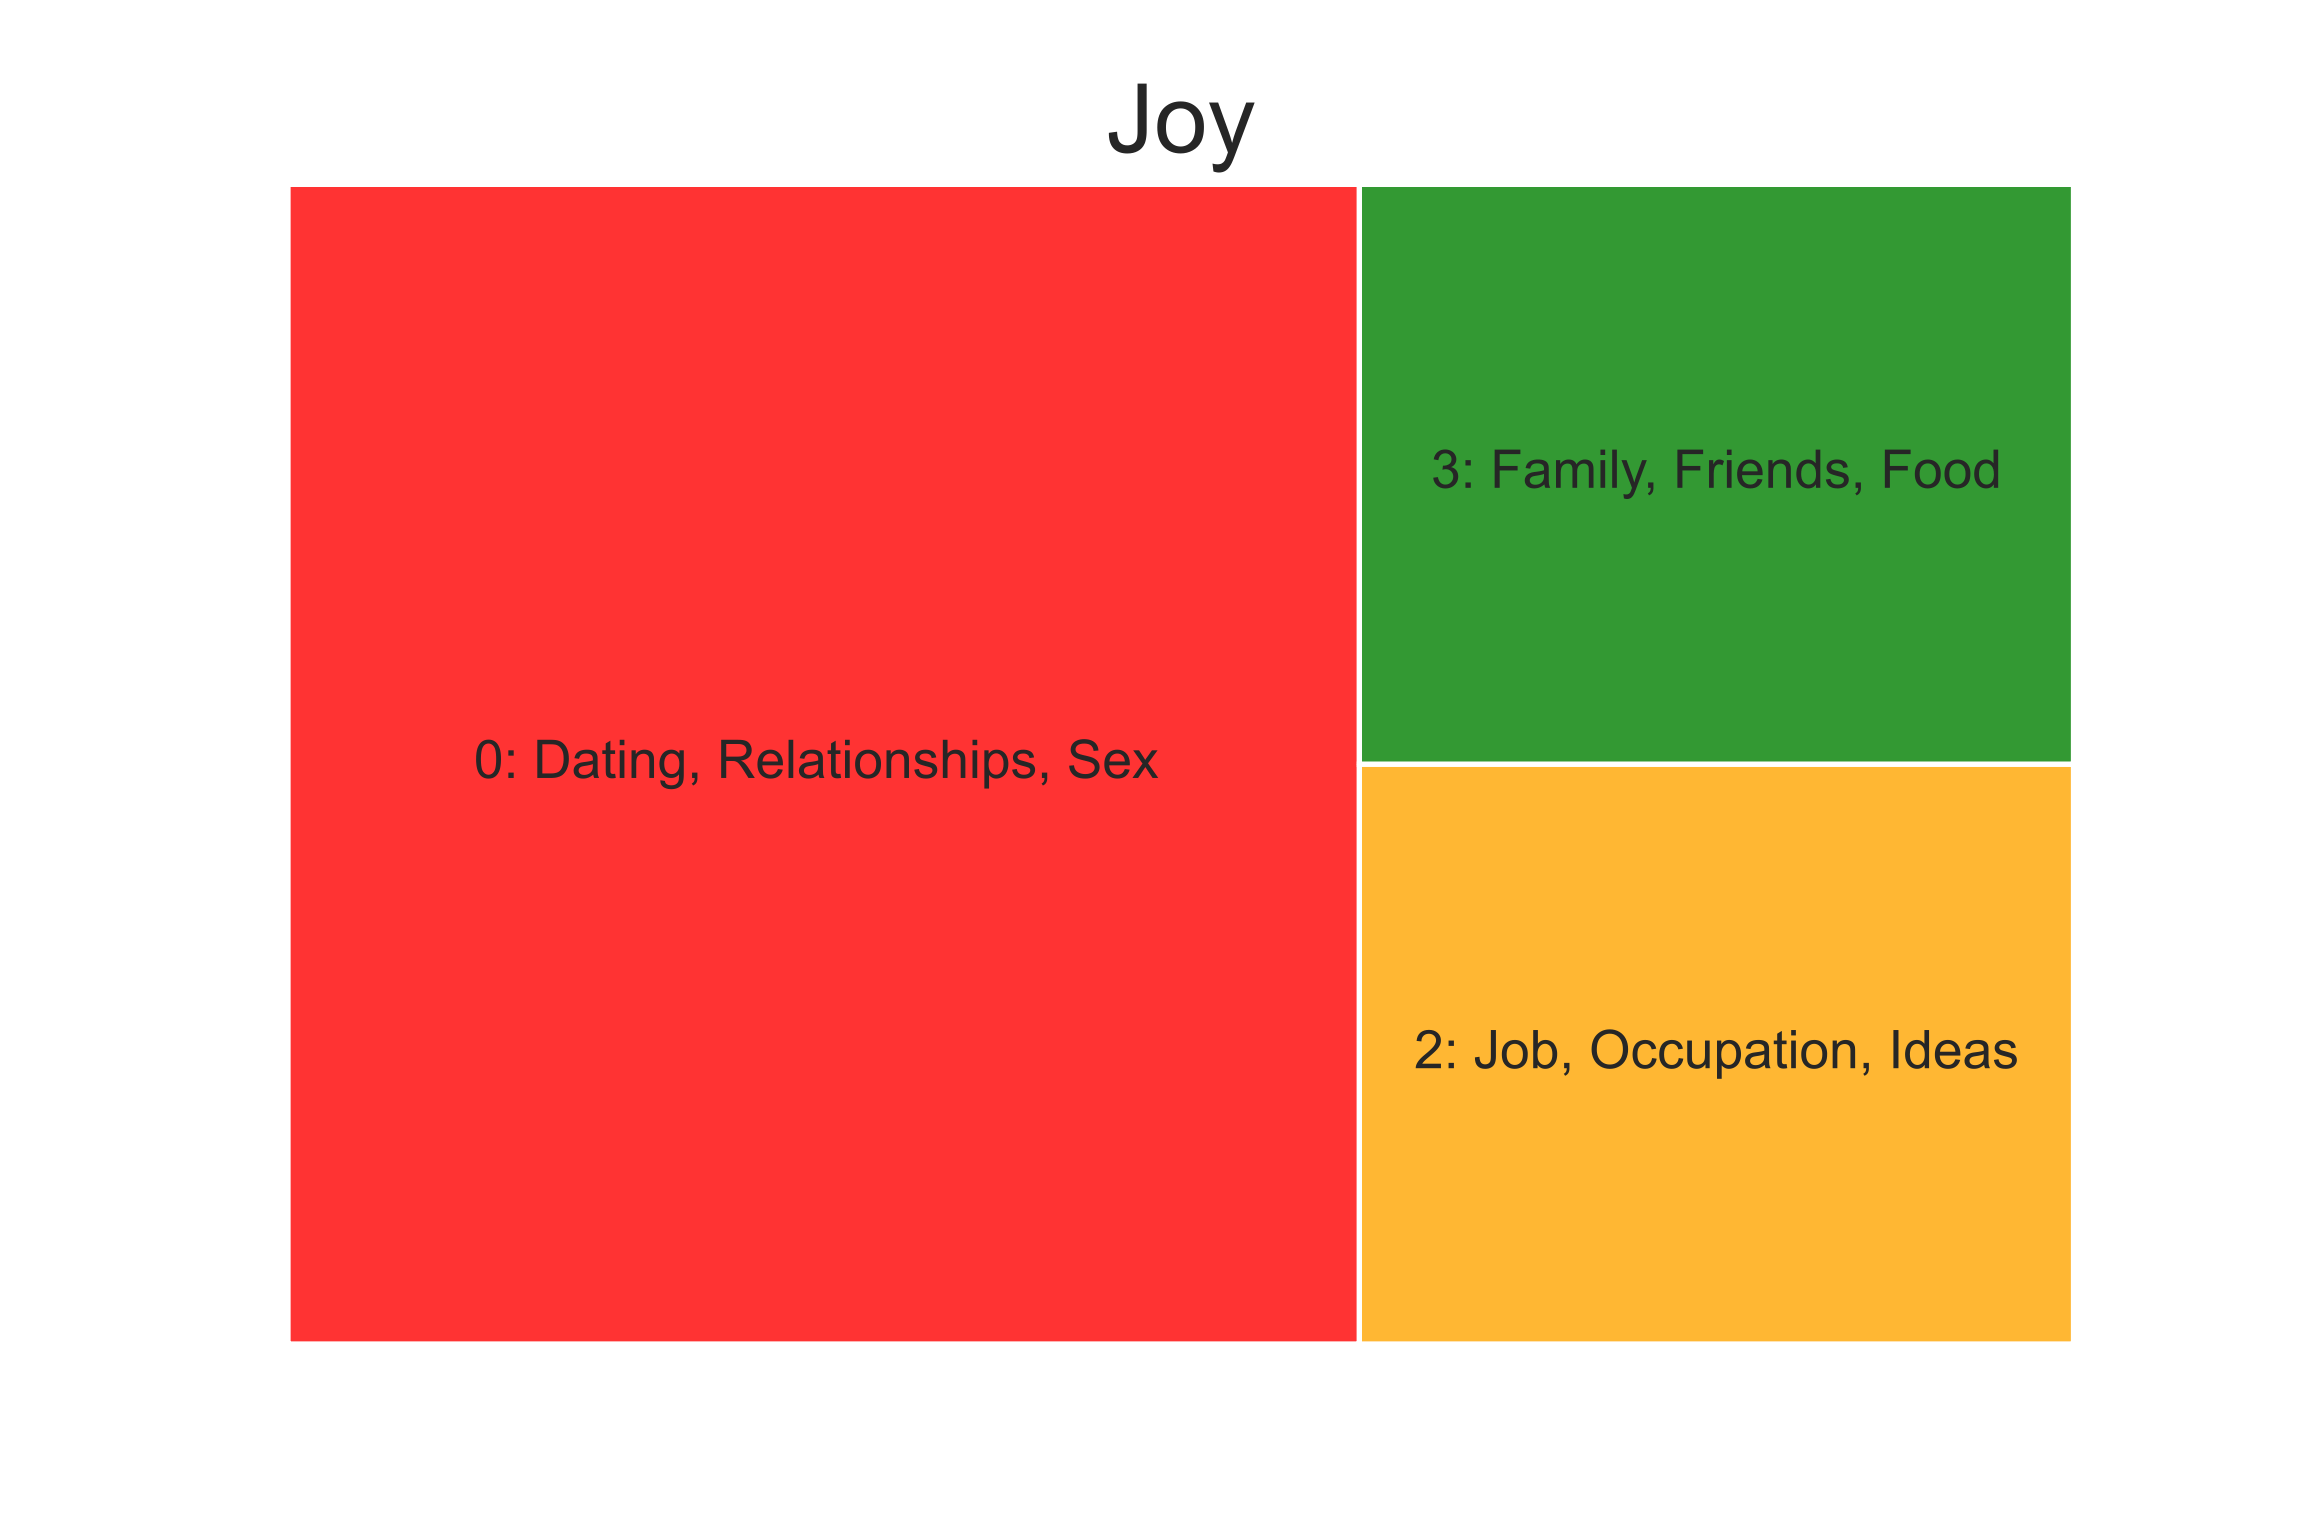 Joy
0: Dating, Relationships, Sex
3: Family, Friends, Food
2: Job, Occupation, Ideas